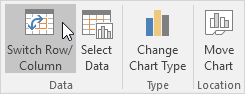 Switch Row/
Column
Select
Data
Change
Chart Type
Move
Chart
Data
Type
Location